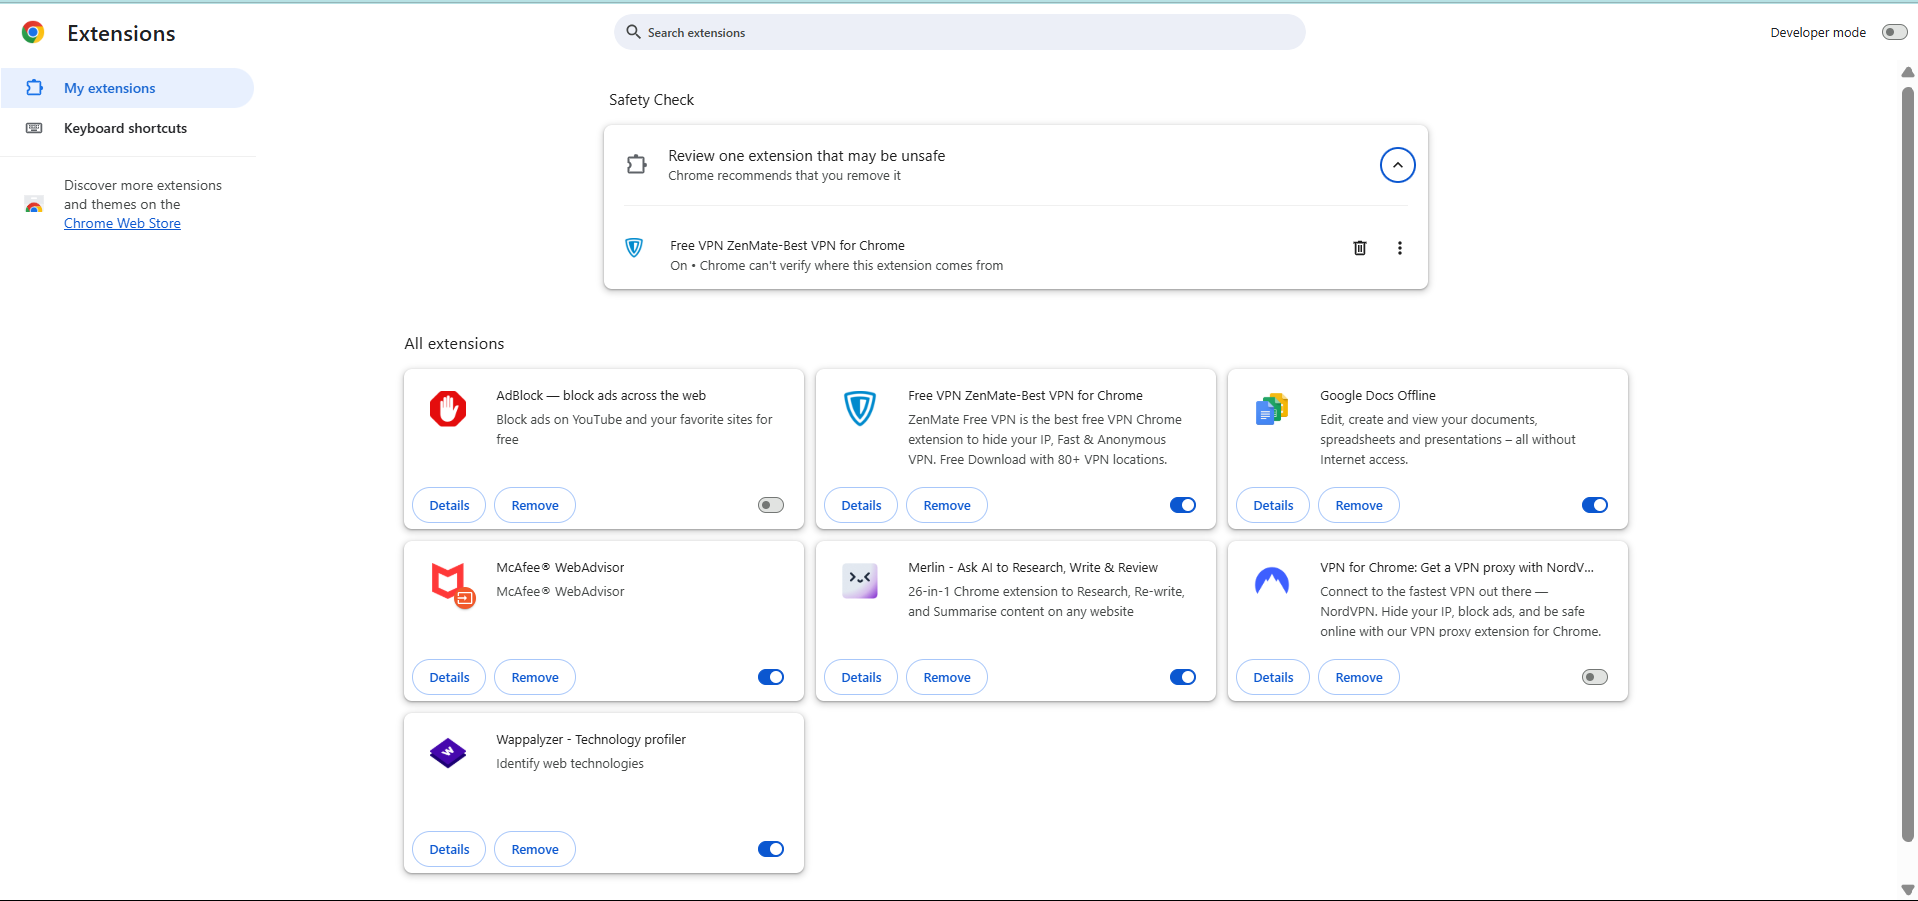 Extensions
Search extensions
Developer mode
My extensions
Keyboard shortcuts
Discover more extensions
and themes on the
Chrome Web Store
Safety Check
Review one extension that may be unsafe
Chrome recommends that you remove it
Free VPN ZenMate-Best VPN for Chrome
On • Chrome can't verify where this extension comes from
All extensions
AdBlock — block ads across the web
Block ads on YouTube and your favorite sites for
free
Details
Remove
Free VPN ZenMate-Best VPN for Chrome
ZenMate Free VPN is the best free VPN Chrome
extension to hide your IP, Fast & Anonymous
VPN. Free Download with 80+ VPN locations.
Details
Remove
Google Docs Offline
Edit, create and view your documents,
spreadsheets and presentations – all without
Internet access.
Details
Remove
McAfee® WebAdvisor
McAfee® WebAdvisor
Details
Remove
Merlin - Ask AI to Research, Write & Review
26-in-1 Chrome extension to Research, Re-write,
and Summarise content on any website
Details
Remove
VPN for Chrome: Get a VPN proxy with NordV...
Connect to the fastest VPN out there —
NordVPN. Hide your IP, block ads, and be safe
online with our VPN proxy extension for Chrome.
Details
Remove
W
Wappalyzer - Technology profiler
Identify web technologies
Details
Remove